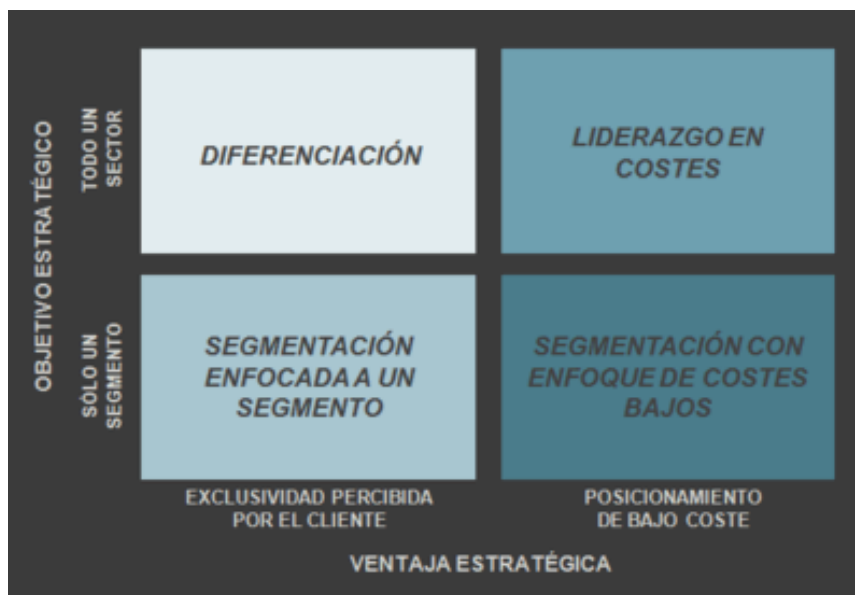 OBJETIVO ESTRATÉGICO
TODO UN
SECTOR
DIFERENCIACIÓN
LIDERAZGO EN
COSTES
SÓLO UN
SEGMENTO
SEGMENTACIÓN
ENFOCADA A UN
SEGMENTO
SEGMENTACIÓN CON
ENFOQUE DE COSTES
BAJOS
EXCLUSIVIDAD PERCIBIDA
POR EL CLIENTE
POSICIONAMIENTO
DE BAJO COSTE
VENTAJA ESTRATÉGICA